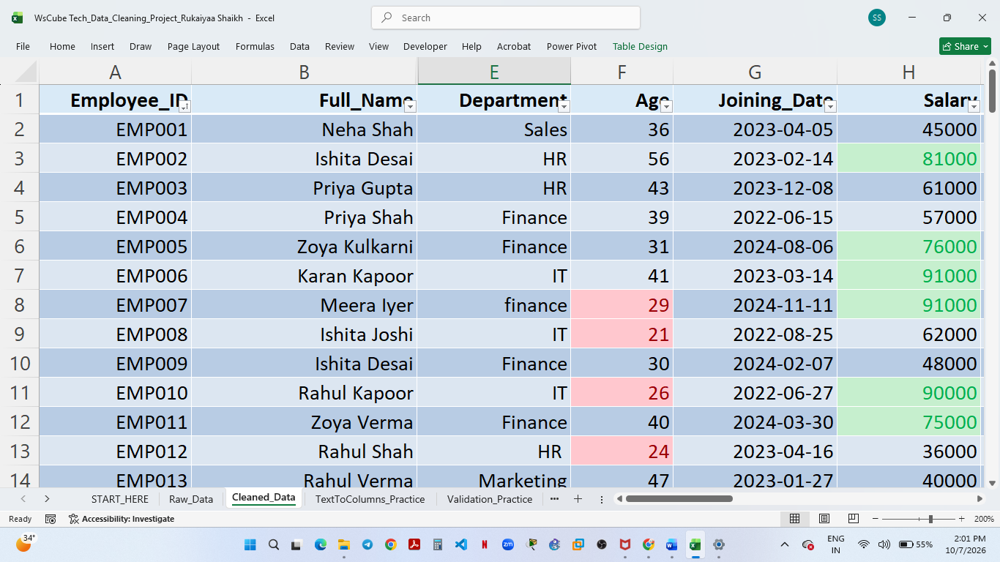 WsCube Tech_Data_Cleaning_Project_Rukaiyaa Shaikh - Excel
Search
SS
File Home Insert Draw Page Layout Formulas Data Review View Developer Help Acrobat Power Pivot Table Design Share
A B E F G H
1 Employee_ID Full_Name Department Age Joining_Date Salary
2 EMP001 Neha Shah Sales 36 2023-04-05 45000
3 EMP002 Ishita Desai HR 56 2023-02-14 81000
4 EMP003 Priya Gupta HR 43 2023-12-08 61000
5 EMP004 Priya Shah Finance 39 2022-06-15 57000
6 EMP005 Zoya Kulkarni Finance 31 2024-08-06 76000
7 EMP006 Karan Kapoor IT 41 2023-03-14 91000
8 EMP007 Meera Iyer finance 29 2024-11-11 91000
9 EMP008 Ishita Joshi IT 21 2022-08-25 62000
10 EMP009 Ishita Desai Finance 30 2024-02-07 48000
11 EMP010 Rahul Kapoor IT 26 2022-06-27 90000
12 EMP011 Zoya Verma Finance 40 2024-03-30 75000
13 EMP012 Rahul Shah HR 24 2023-04-16 36000
14 EMP013 Rahul Verma Marketing 47 2023-01-27 40000
START_HERE Raw_Data Cleaned_Data TextToColumns_Practice Validation_Practice
Ready Accessibility: Investigate 200%
34° ENG IN 55% 2:01 PM 10/7/2026